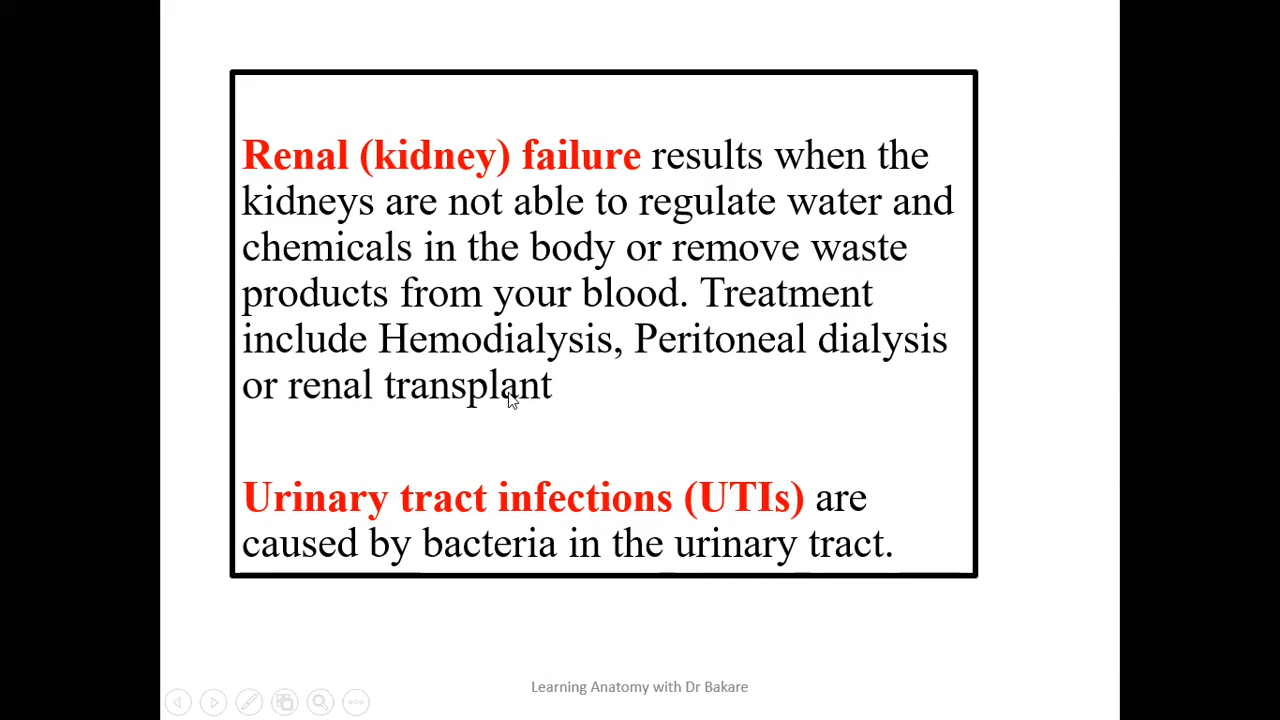 Renal (kidney) failure results when the
kidneys are not able to regulate water and
chemicals in the body or remove waste
products from your blood. Treatment
include Hemodialysis, Peritoneal dialysis
or renal transplant
Urinary tract infections (UTIs) are
caused by bacteria in the urinary tract.
Learning Anatomy with Dr Bakare